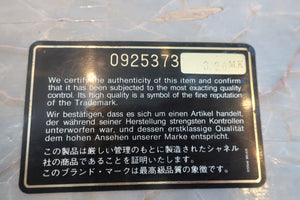 0925373
We certify the authenticity of this item and confirm
that it has been subjected to the most exacting quality
control. Its high quality is a symbol of the fine reputation
of the Trademark.
Wir bestätigen, dass es sich um einen Artikel handelt,
der während seiner Herstellung strengsten Kontrollen
unterworfen war, und dessen erstklassige Qualität
dem hohen Ansehen unserer Marke entspricht.
この製品は厳しい管理のもとに製造されたシャネル
社の商品であることを証明いたします。
このブランド・マークは最高級品質の象徴です。